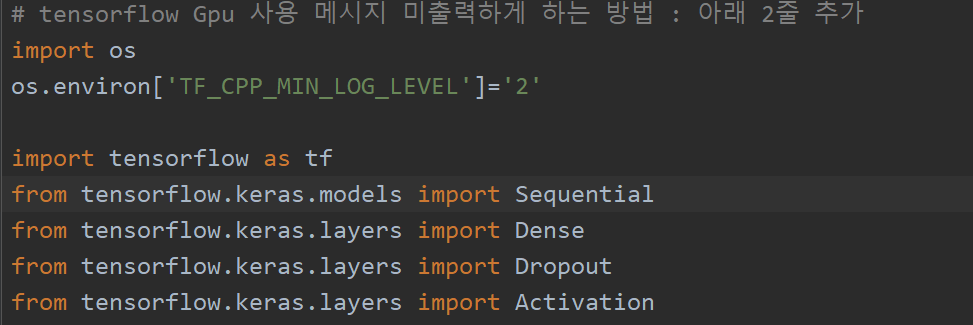 # tensorflow Gpu 사용 메시지 미출력하게 하는 방법 : 아래 2줄 추가
import os
os.environ['TF_CPP_MIN_LOG_LEVEL']='2'
import tensorflow as tf
from tensorflow.keras.models import Sequential
from tensorflow.keras.layers import Dense
from tensorflow.keras.layers import Dropout
from tensorflow.keras.layers import Activation